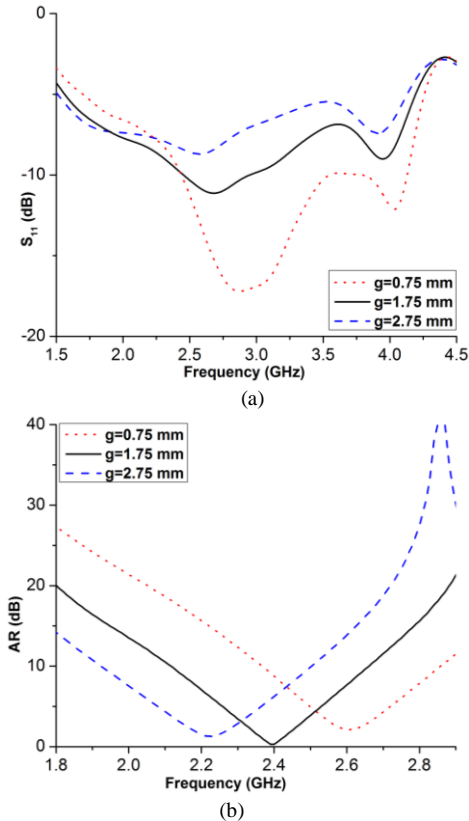 0
-10
-20
S11 (dB)
g=0.75 mm
g=1.75 mm
g=2.75 mm
1.5 2.0 2.5 3.0 3.5 4.0 4.5
Frequency (GHz)
(a)
40
30
20
10
0
AR (dB)
g=0.75 mm
g=1.75 mm
g=2.75 mm
1.8 2.0 2.2 2.4 2.6 2.8
Frequency (GHz)
(b)